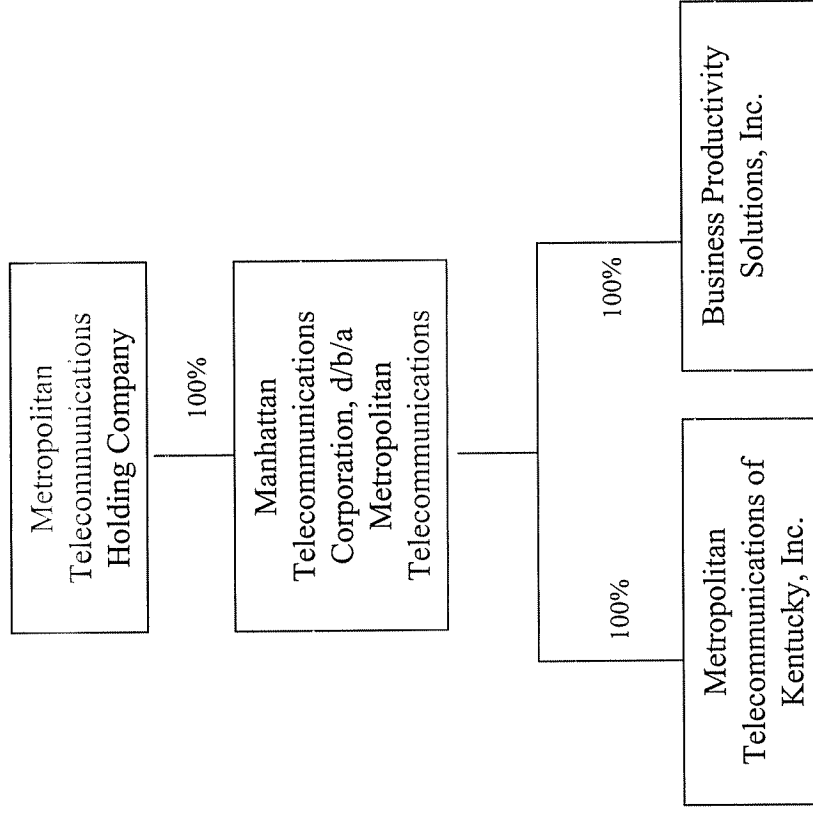 Metropolitan
Telecommunications
Holding Company
100%
Manhattan
Telecommunications
Corporation, d/b/a
Metropolitan
Telecommunications
100%
100%
Metropolitan
Telecommunications of
Kentucky, Inc.
Business Productivity
Solutions, Inc.